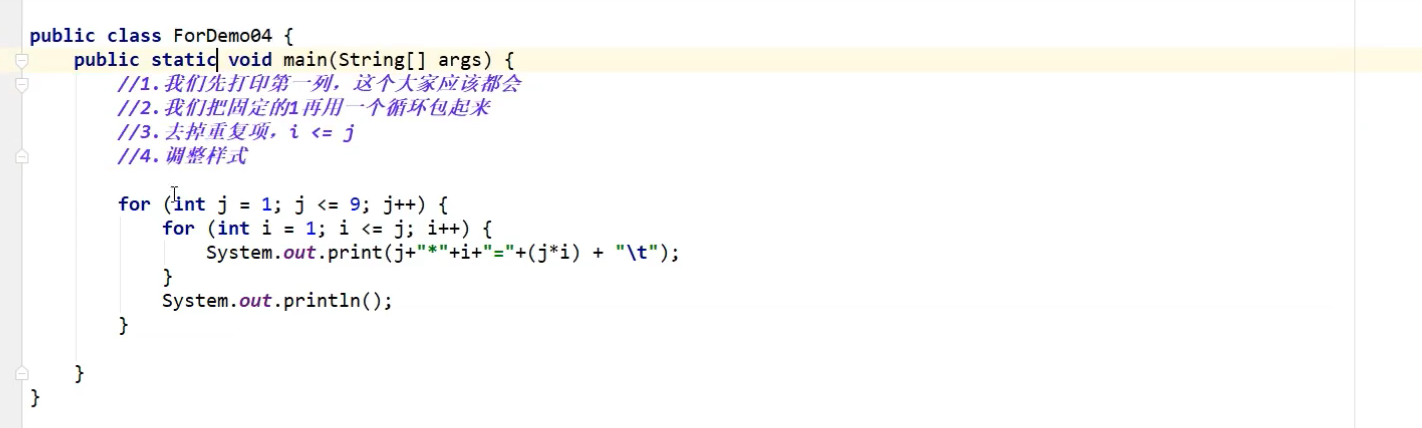 public class ForDemo04 {
public static void main(String[] args) {
//1.我们先打印第一列，这个大家应该都会
//2.我们把固定的1再用一个循环包起来
//3.去掉重复项，i <= j
//4.调整样式
for (int j = 1; j <= 9; j++) {
for (int i = 1; i <= j; i++) {
System.out.print(j+"*"+i+"="+(j*i) + "\t");
}
System.out.println();
}
}
}